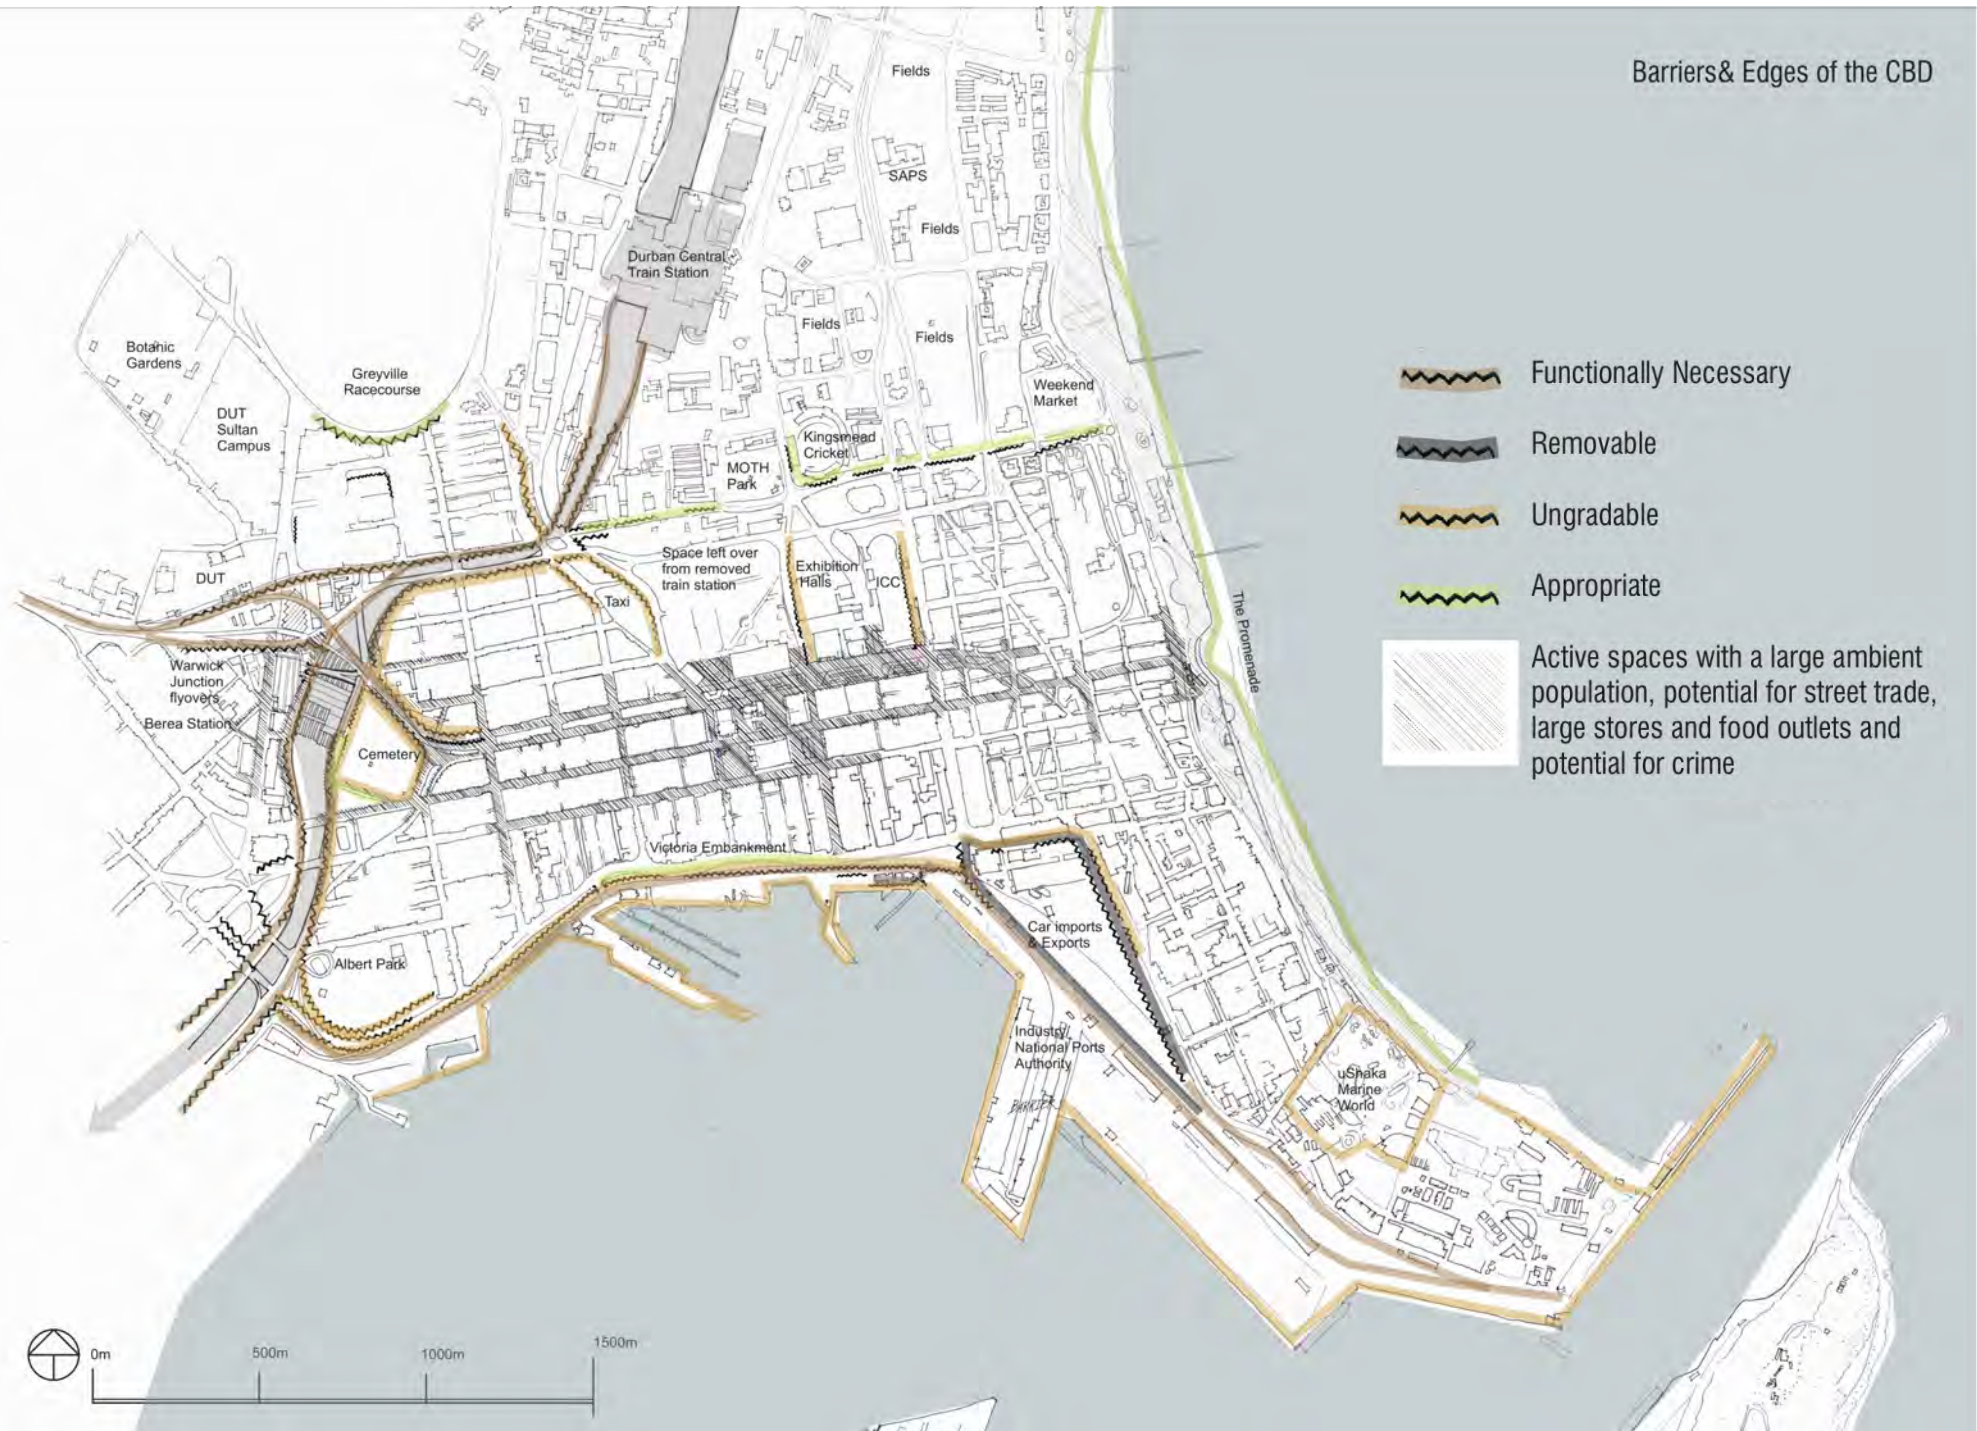 Barriers& Edges of the CBD
Fields
SAPS
Fields
Durban Central
Train Station
Fields
Fields
Botanic
Gardens
Greyville
Racecourse
Weekend
Market
DUT
Sultan
Campus
Kingsmead
Cricket
MOTH
Park
Space left over
from removed
train station
Exhibition
Halls
ICC
DUT
Taxi
The Promenade
Warwick
Junction
flyovers
Berea Station
Cemetery
Victoria Embankment
Car imports
& Exports
Albert Park
Industry/
National Ports
Authority
BARRIER
uShaka
Marine
World
Functionally Necessary
Removable
Ungradable
Appropriate
Active spaces with a large ambient
population, potential for street trade,
large stores and food outlets and
potential for crime
0m
500m
1000m
1500m